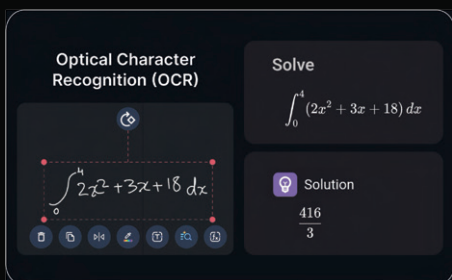 Optical Character
Recognition (OCR)
∫₀⁴ 2x² + 3x + 18 dx
Solve
∫₀⁴ (2x² + 3x + 18) dx
Solution
416/3